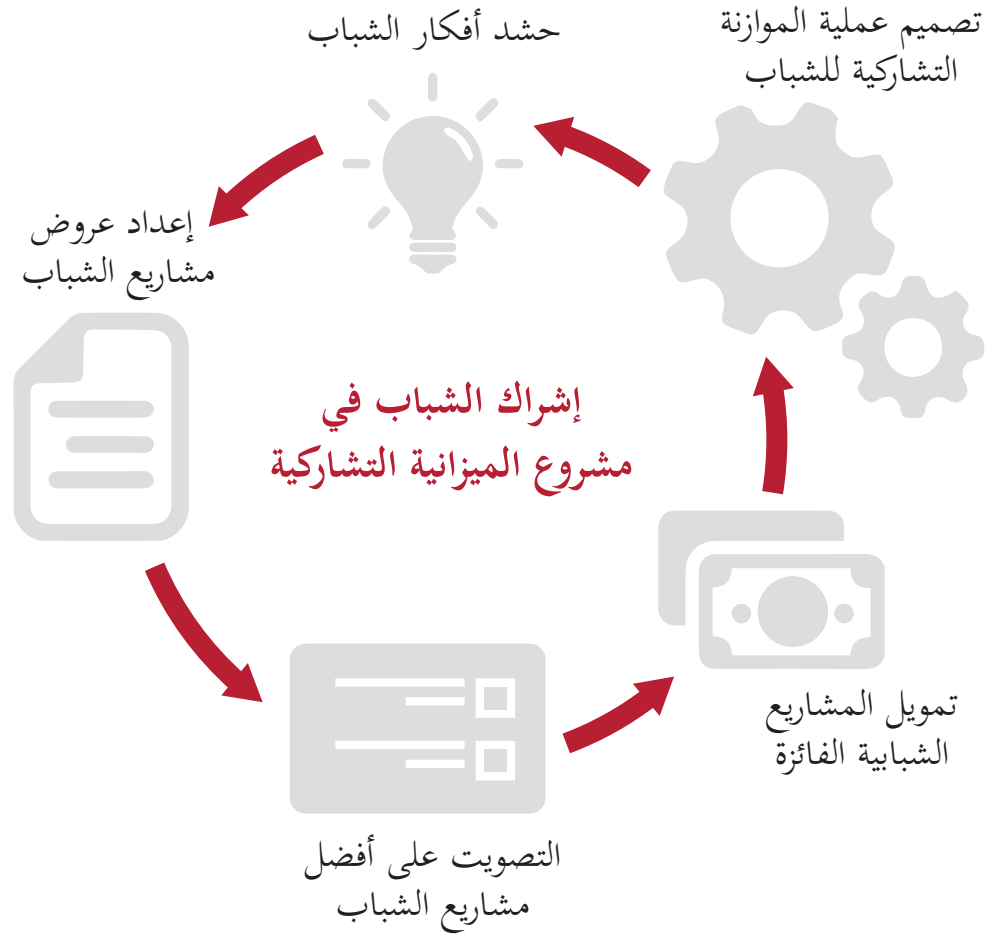 تصميم عملية الموازنة
التشاركية للشباب
حشد أفكار الشباب
إعداد عروض
مشاريع الشباب
إشراك الشباب في
مشروع الميزانية التشاركية
تمويل المشاريع
الشبابية الفائزة
التصويت على أفضل
مشاريع الشباب